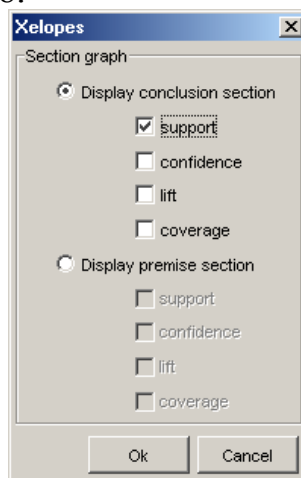 Xelopes
Section graph
Display conclusion section
support
confidence
lift
coverage
Display premise section
support
confidence
lift
coverage
Ok Cancel